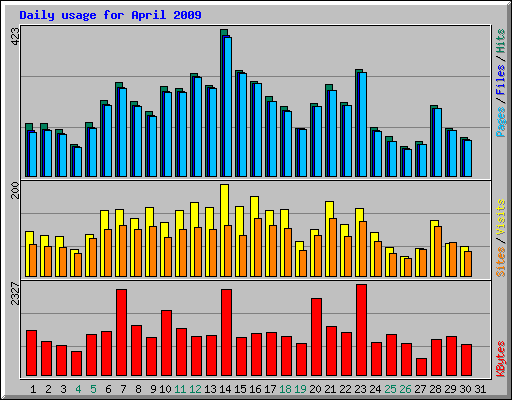 Daily usage for April 2009
423
Pages / Files / Hits
200
Sites / Visits
2327
KBytes
1 2 3 4 5 6 7 8 9 10 11 12 13 14 15 16 17 18 19 20 21 22 23 24 25 26 27 28 29 30 31